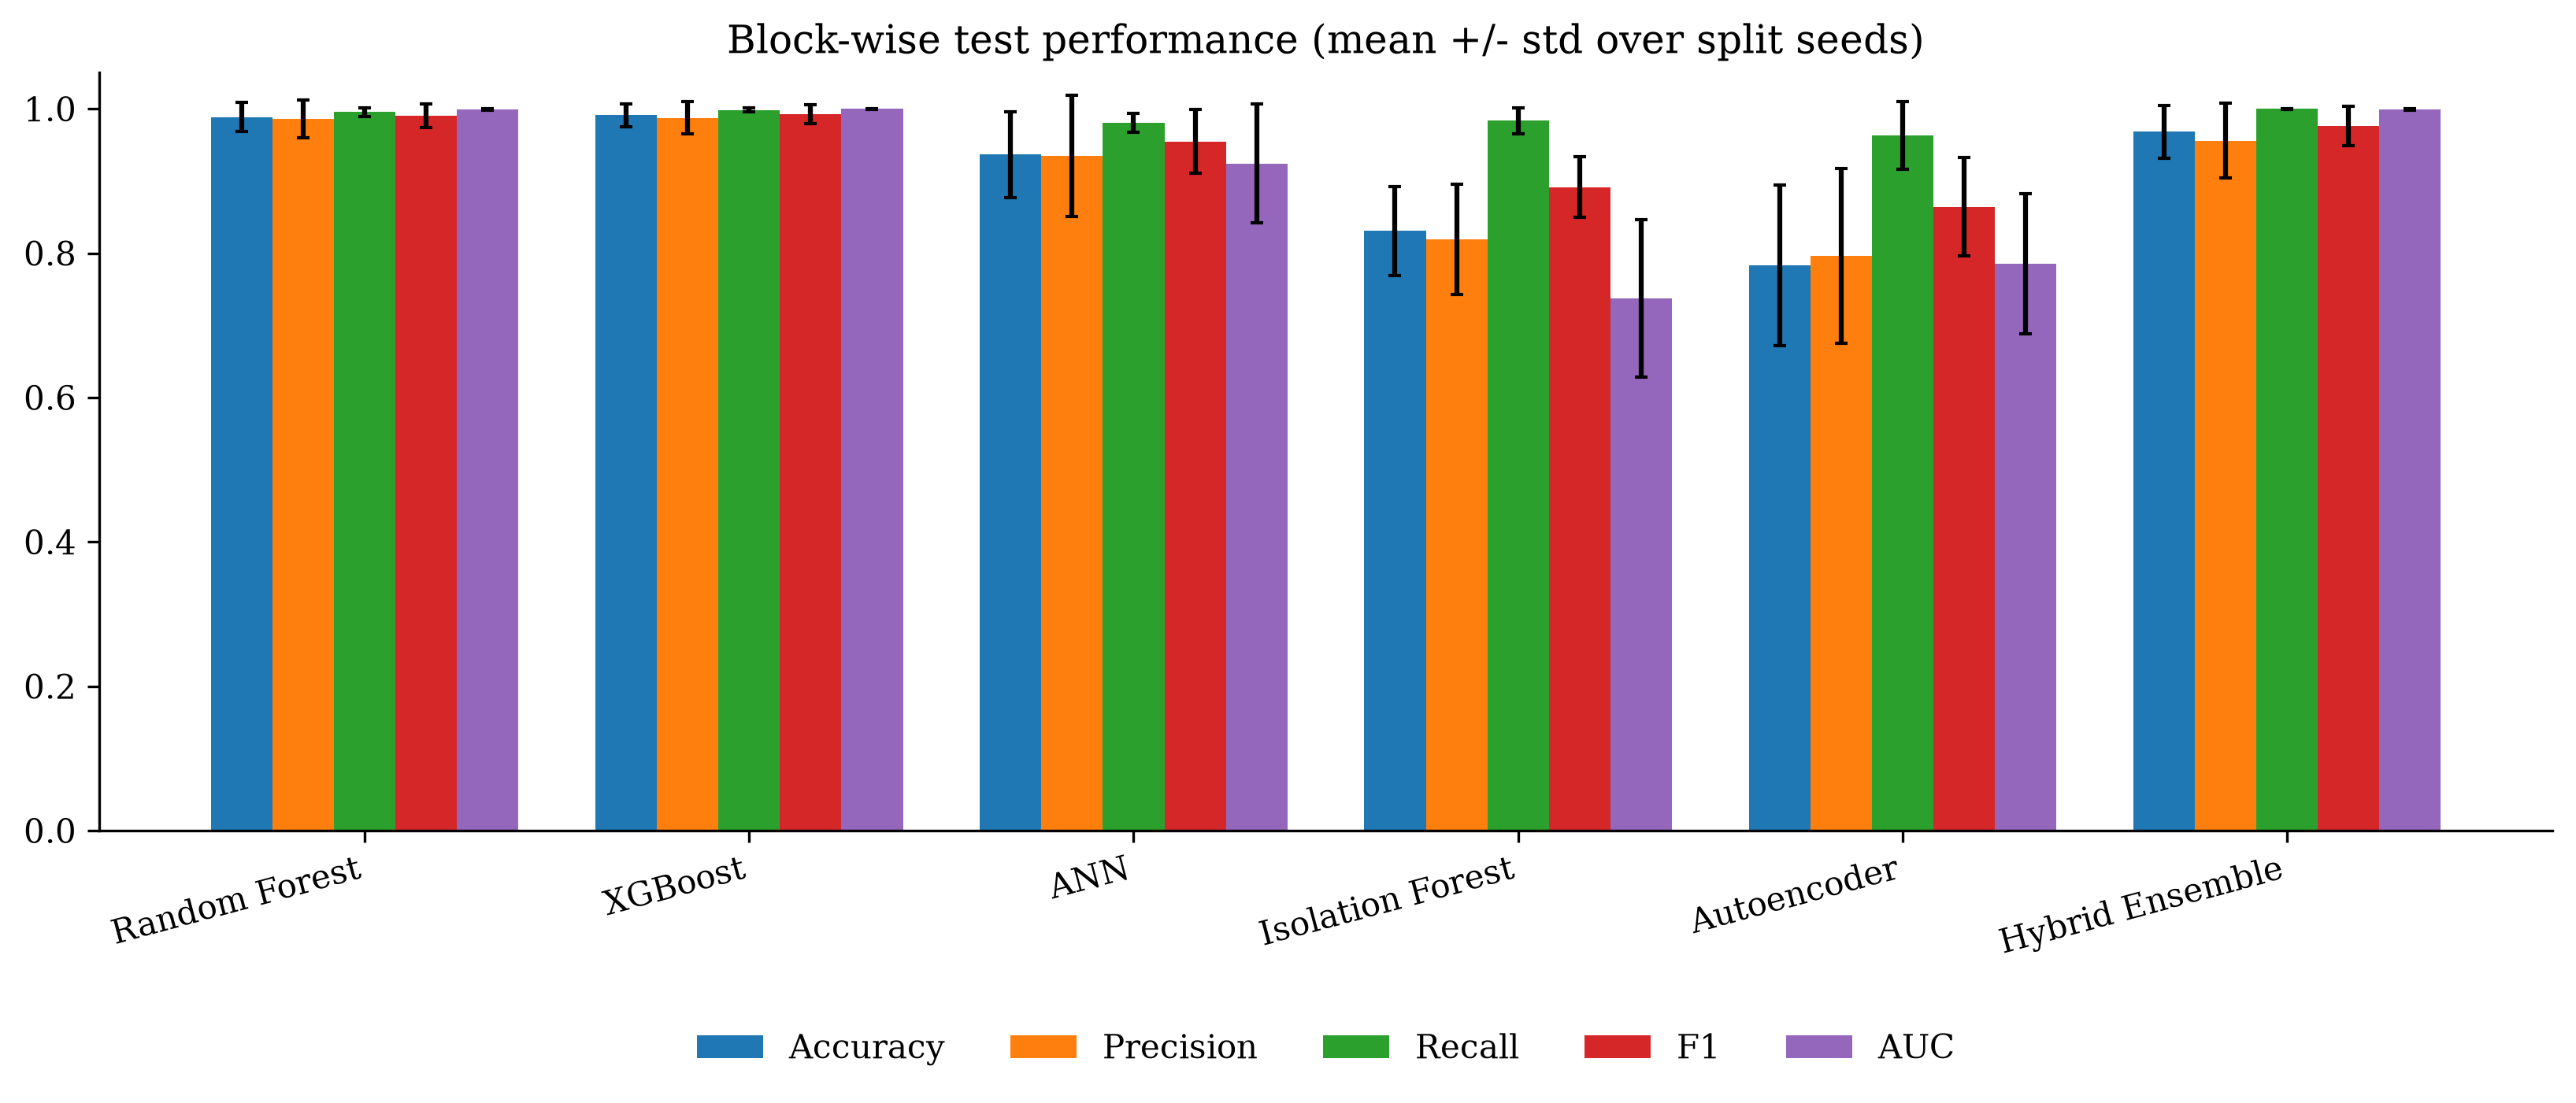 Block-wise test performance (mean +/- std over split seeds)
1.0
0.8
0.6
0.4
0.2
0.0
Random Forest
XGBoost
ANN
Isolation Forest
Autoencoder
Hybrid Ensemble
Accuracy
Precision
Recall
F1
AUC